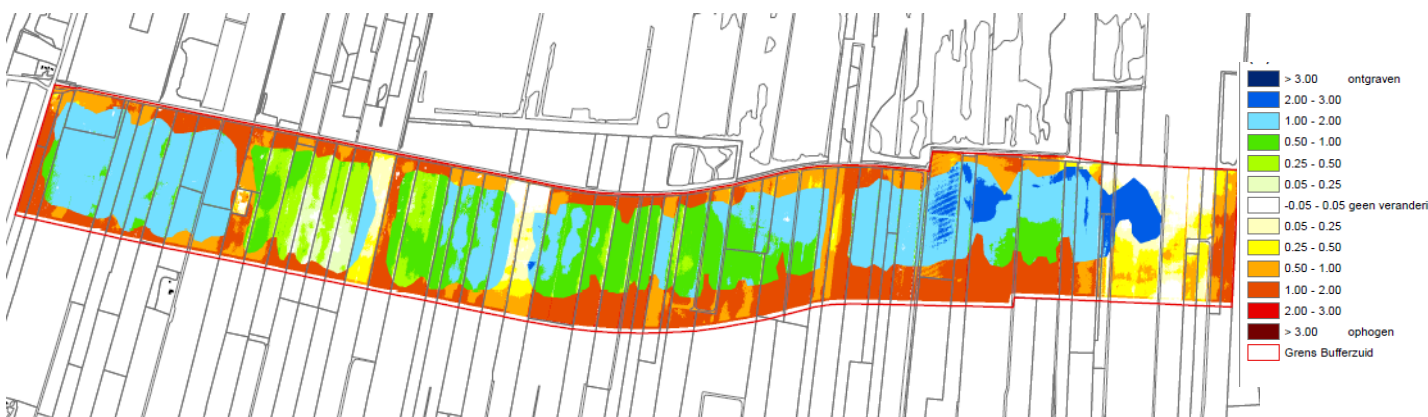 > 3.00 ontgraven
2.00 - 3.00
1.00 - 2.00
0.50 - 1.00
0.25 - 0.50
0.05 - 0.25
-0.05 - 0.05 geen veranderi
0.05 - 0.25
0.25 - 0.50
0.50 - 1.00
1.00 - 2.00
2.00 - 3.00
> 3.00 ophogen
Grens Bufferzuid